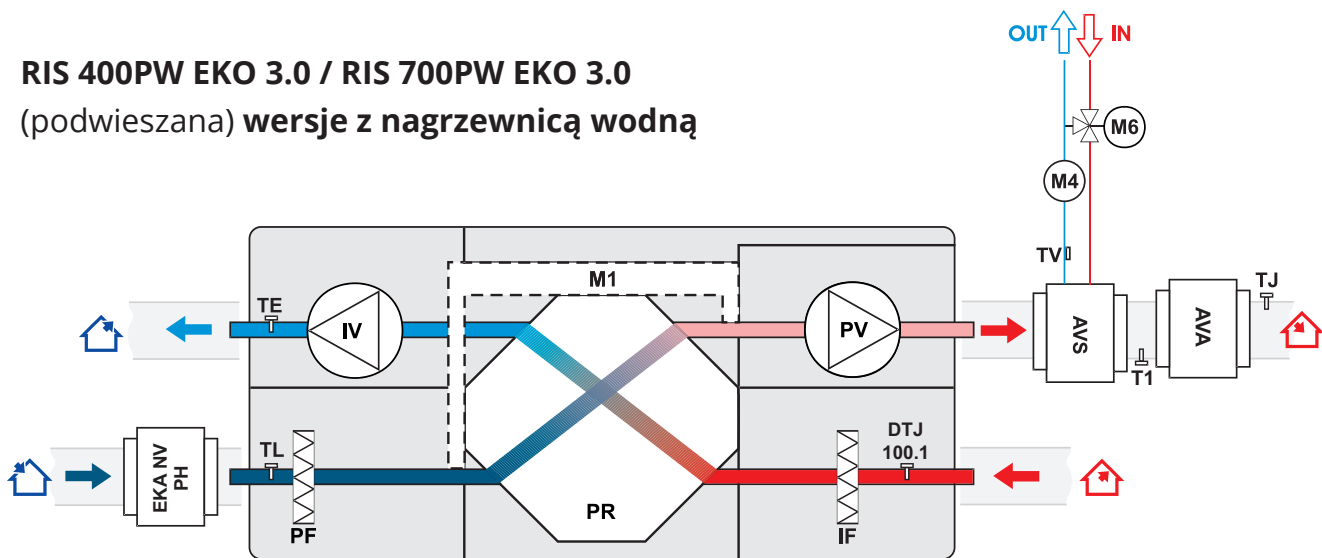 RIS 400PW EKO 3.0 / RIS 700PW EKO 3.0
(podwieszana) wersje z nagrzewnicą wodną
OUT IN
M6
M4
TV
M1
TE
IV
PV
AVS
AVA
TJ
T1
TL
DTJ
100.1
EKA NV
PH
PF
PR
IF